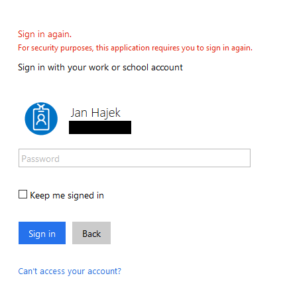 Sign in again.
For security purposes, this application requires you to sign in again.
Sign in with your work or school account
Jan Hajek
Password
Keep me signed in
Sign in
Back
Can't access your account?